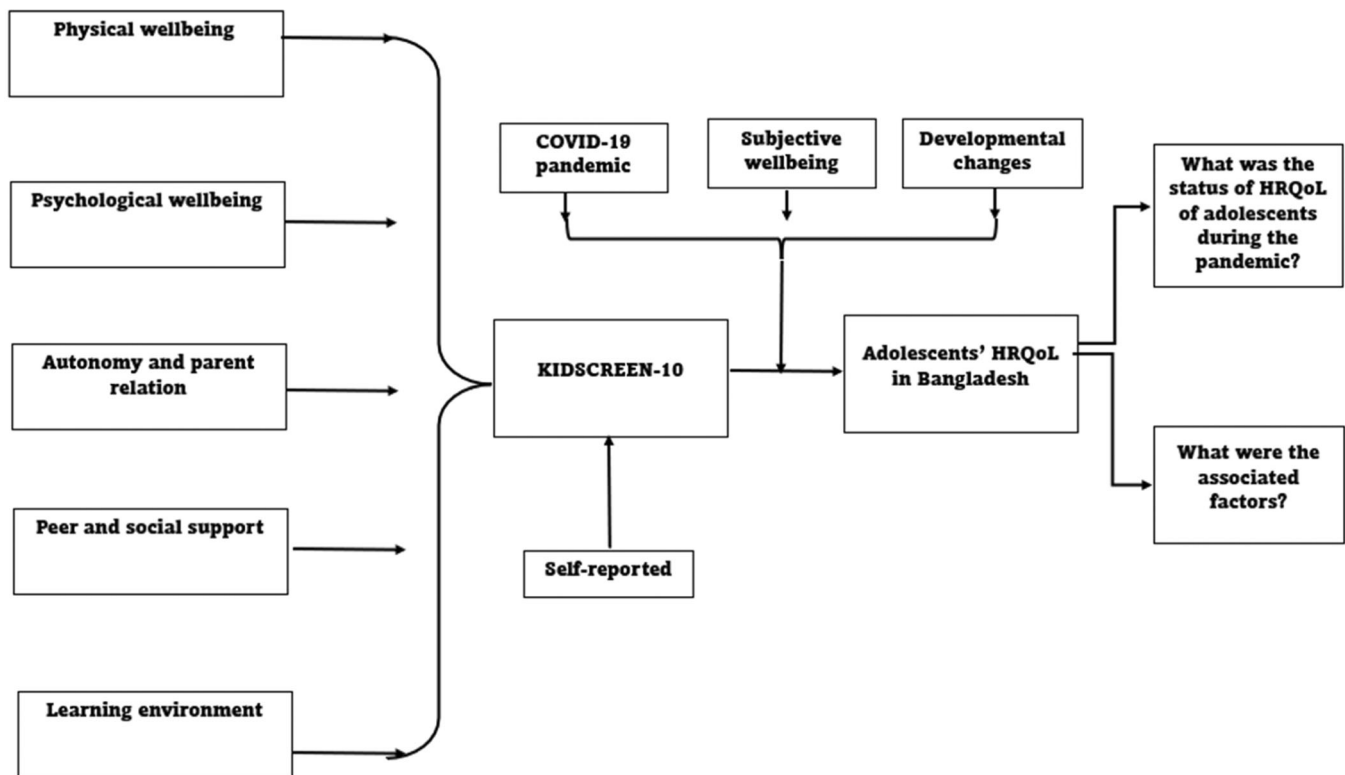 Physical wellbeing
Psychological wellbeing
Autonomy and parent
relation
Peer and social support
Learning environment
COVID-19
pandemic
Subjective
wellbeing
Developmental
changes
KIDSCREEN-10
Self-reported
Adolescents’ HRQoL
in Bangladesh
What was the
status of HRQoL
of adolescents
during the
pandemic?
What were the
associated
factors?